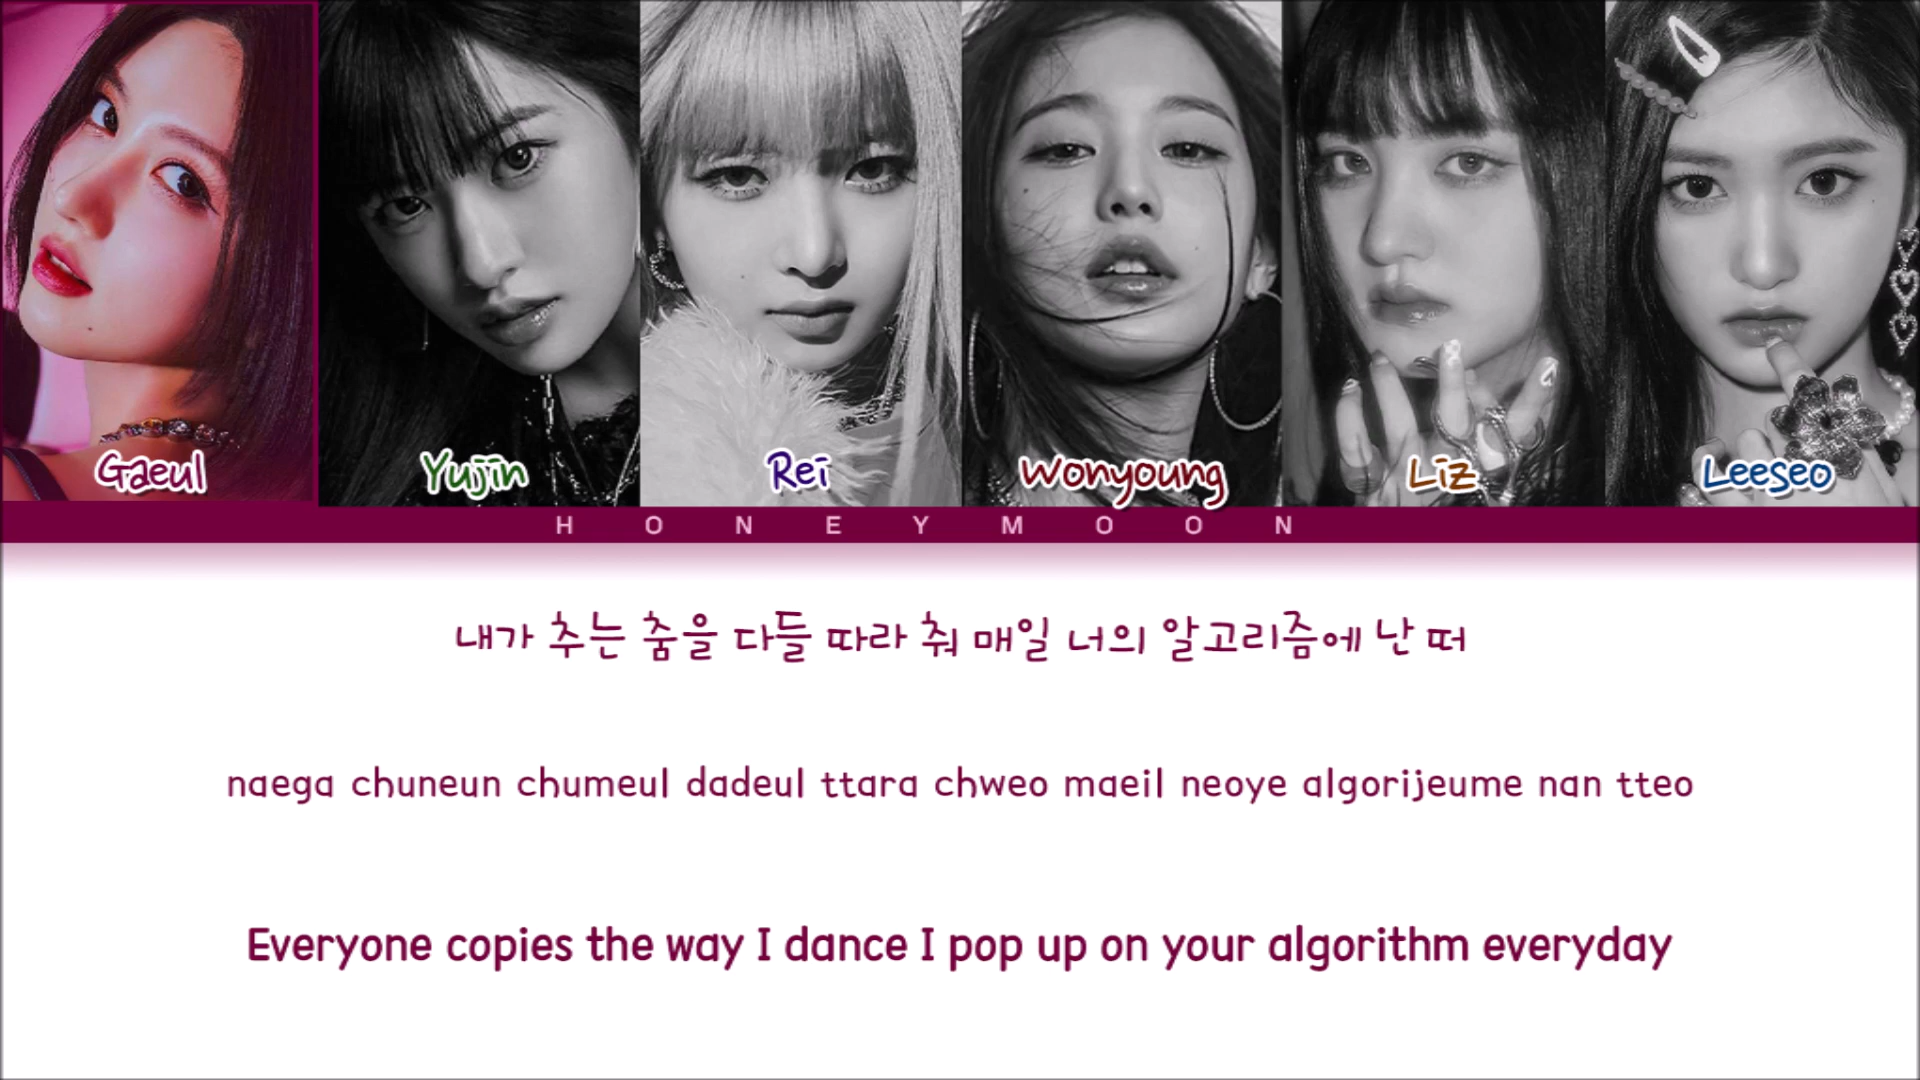 Gaeul Yujin Rei Wonyoung Liz Leeseo
HONEYMOON
내가 추는 춤을 다들 따라 춰 매일 너의 알고리즘에 난 떠
naega chuneun chumeul dadeul ttara chweo maeil neoye algorijeume nan tteo
Everyone copies the way I dance I pop up on your algorithm everyday